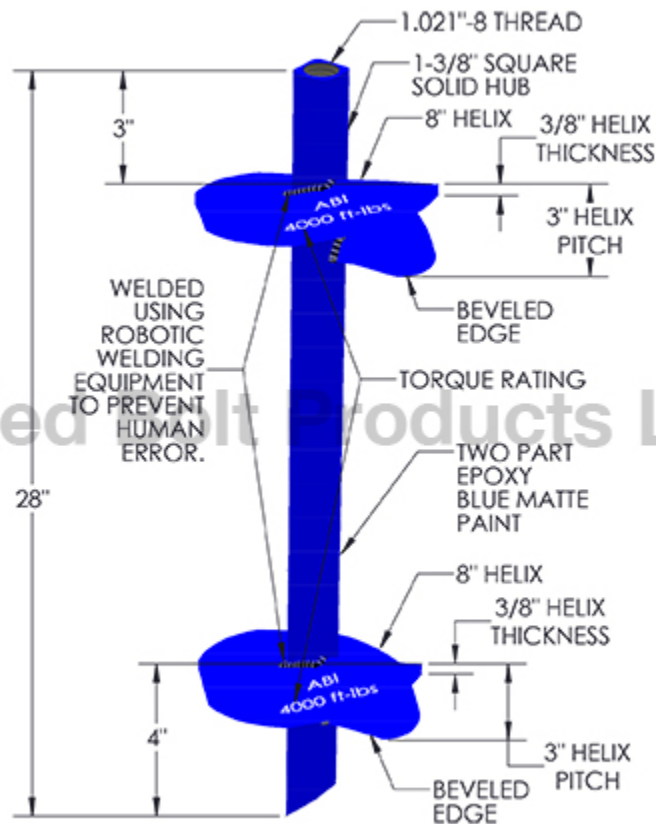 1.021"-8 THREAD
1-3/8" SQUARE
SOLID HUB
8" HELIX
3/8" HELIX
THICKNESS
3"
ABI
4000 ft-lbs
3" HELIX
PITCH
WELDED
USING
ROBOTIC
WELDING
EQUIPMENT
TO PREVENT
HUMAN
ERROR.
BEVELED
EDGE
TORQUE RATING
ed Bolt Products L
TWO PART
EPOXY
BLUE MATTE
PAINT
28"
8" HELIX
3/8" HELIX
THICKNESS
ABI
4000 ft-lbs
4"
3" HELIX
PITCH
BEVELED
EDGE